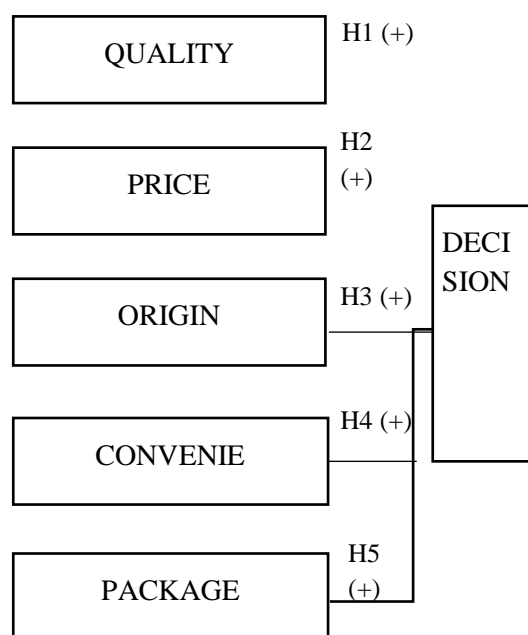 QUALITY
H1 (+)
PRICE
H2
(+)
ORIGIN
H3 (+)
DECI
SION
CONVENIE
H4 (+)
PACKAGE
H5
(+)